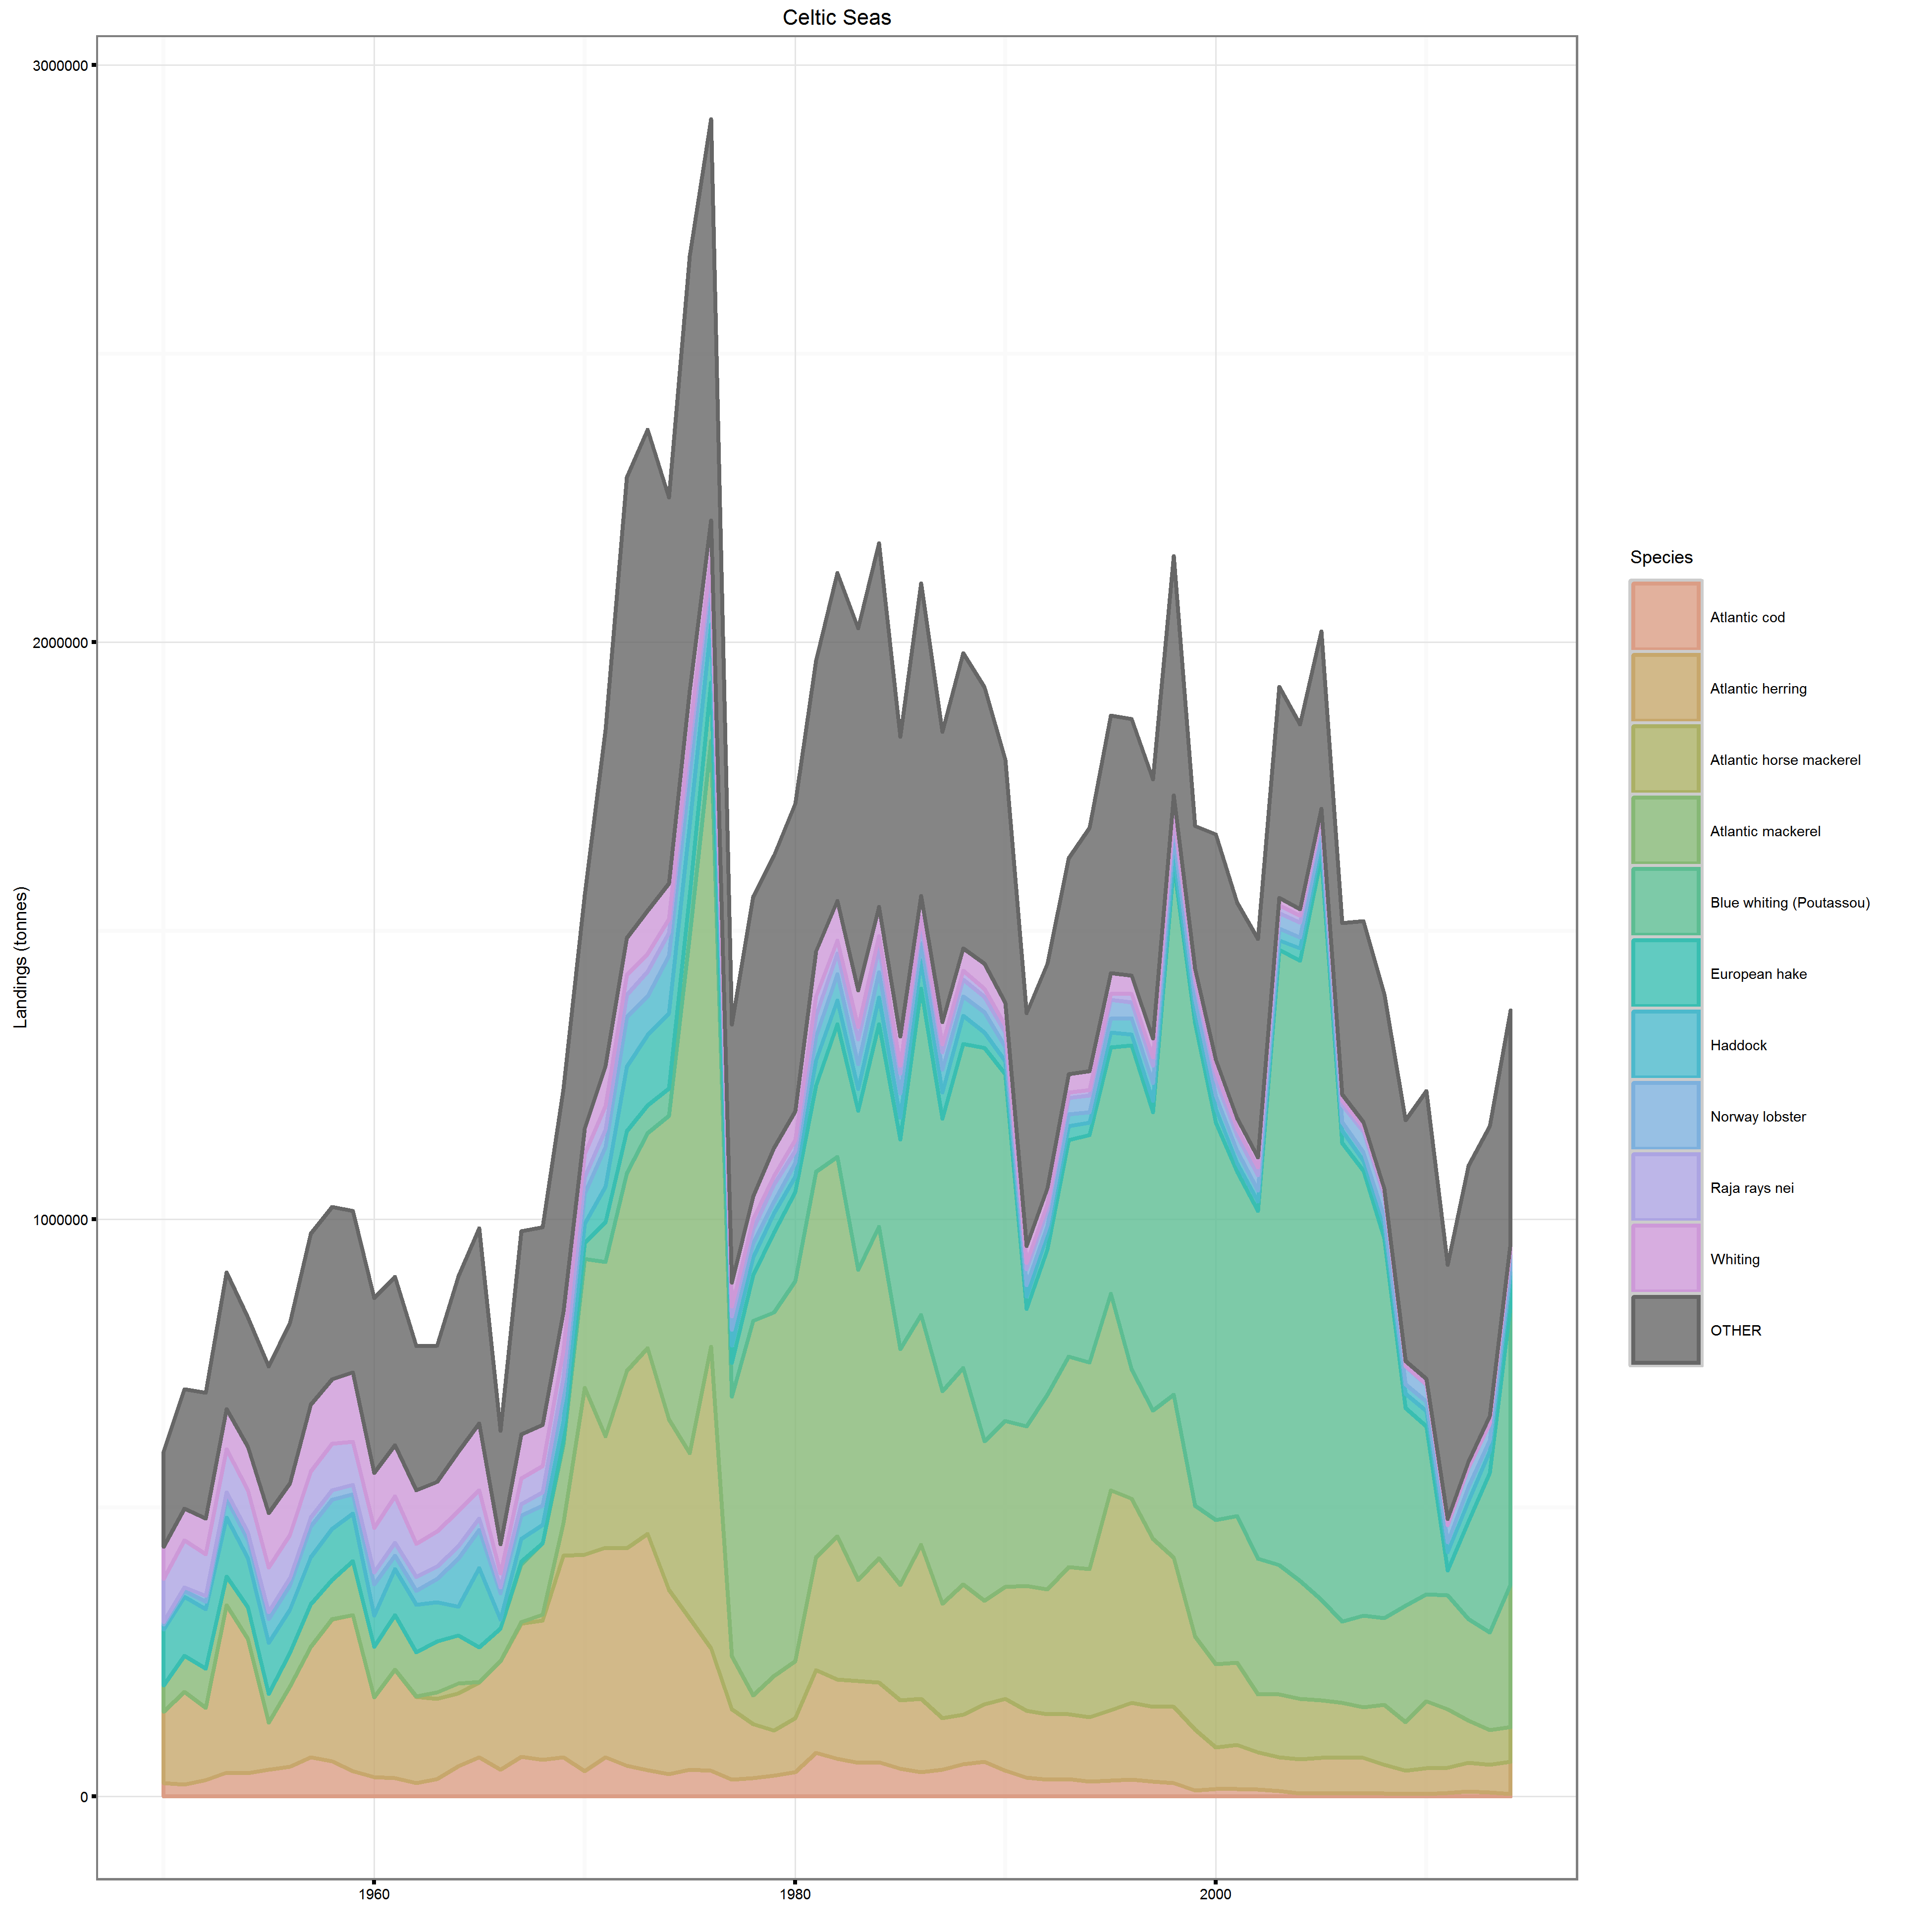 Celtic Seas
3000000
2000000
1000000
0
Landings (tonnes)
1960
1980
2000
Species
Atlantic cod
Atlantic herring
Atlantic horse mackerel
Atlantic mackerel
Blue whiting (Poutassou)
European hake
Haddock
Norway lobster
Raja rays nei
Whiting
OTHER